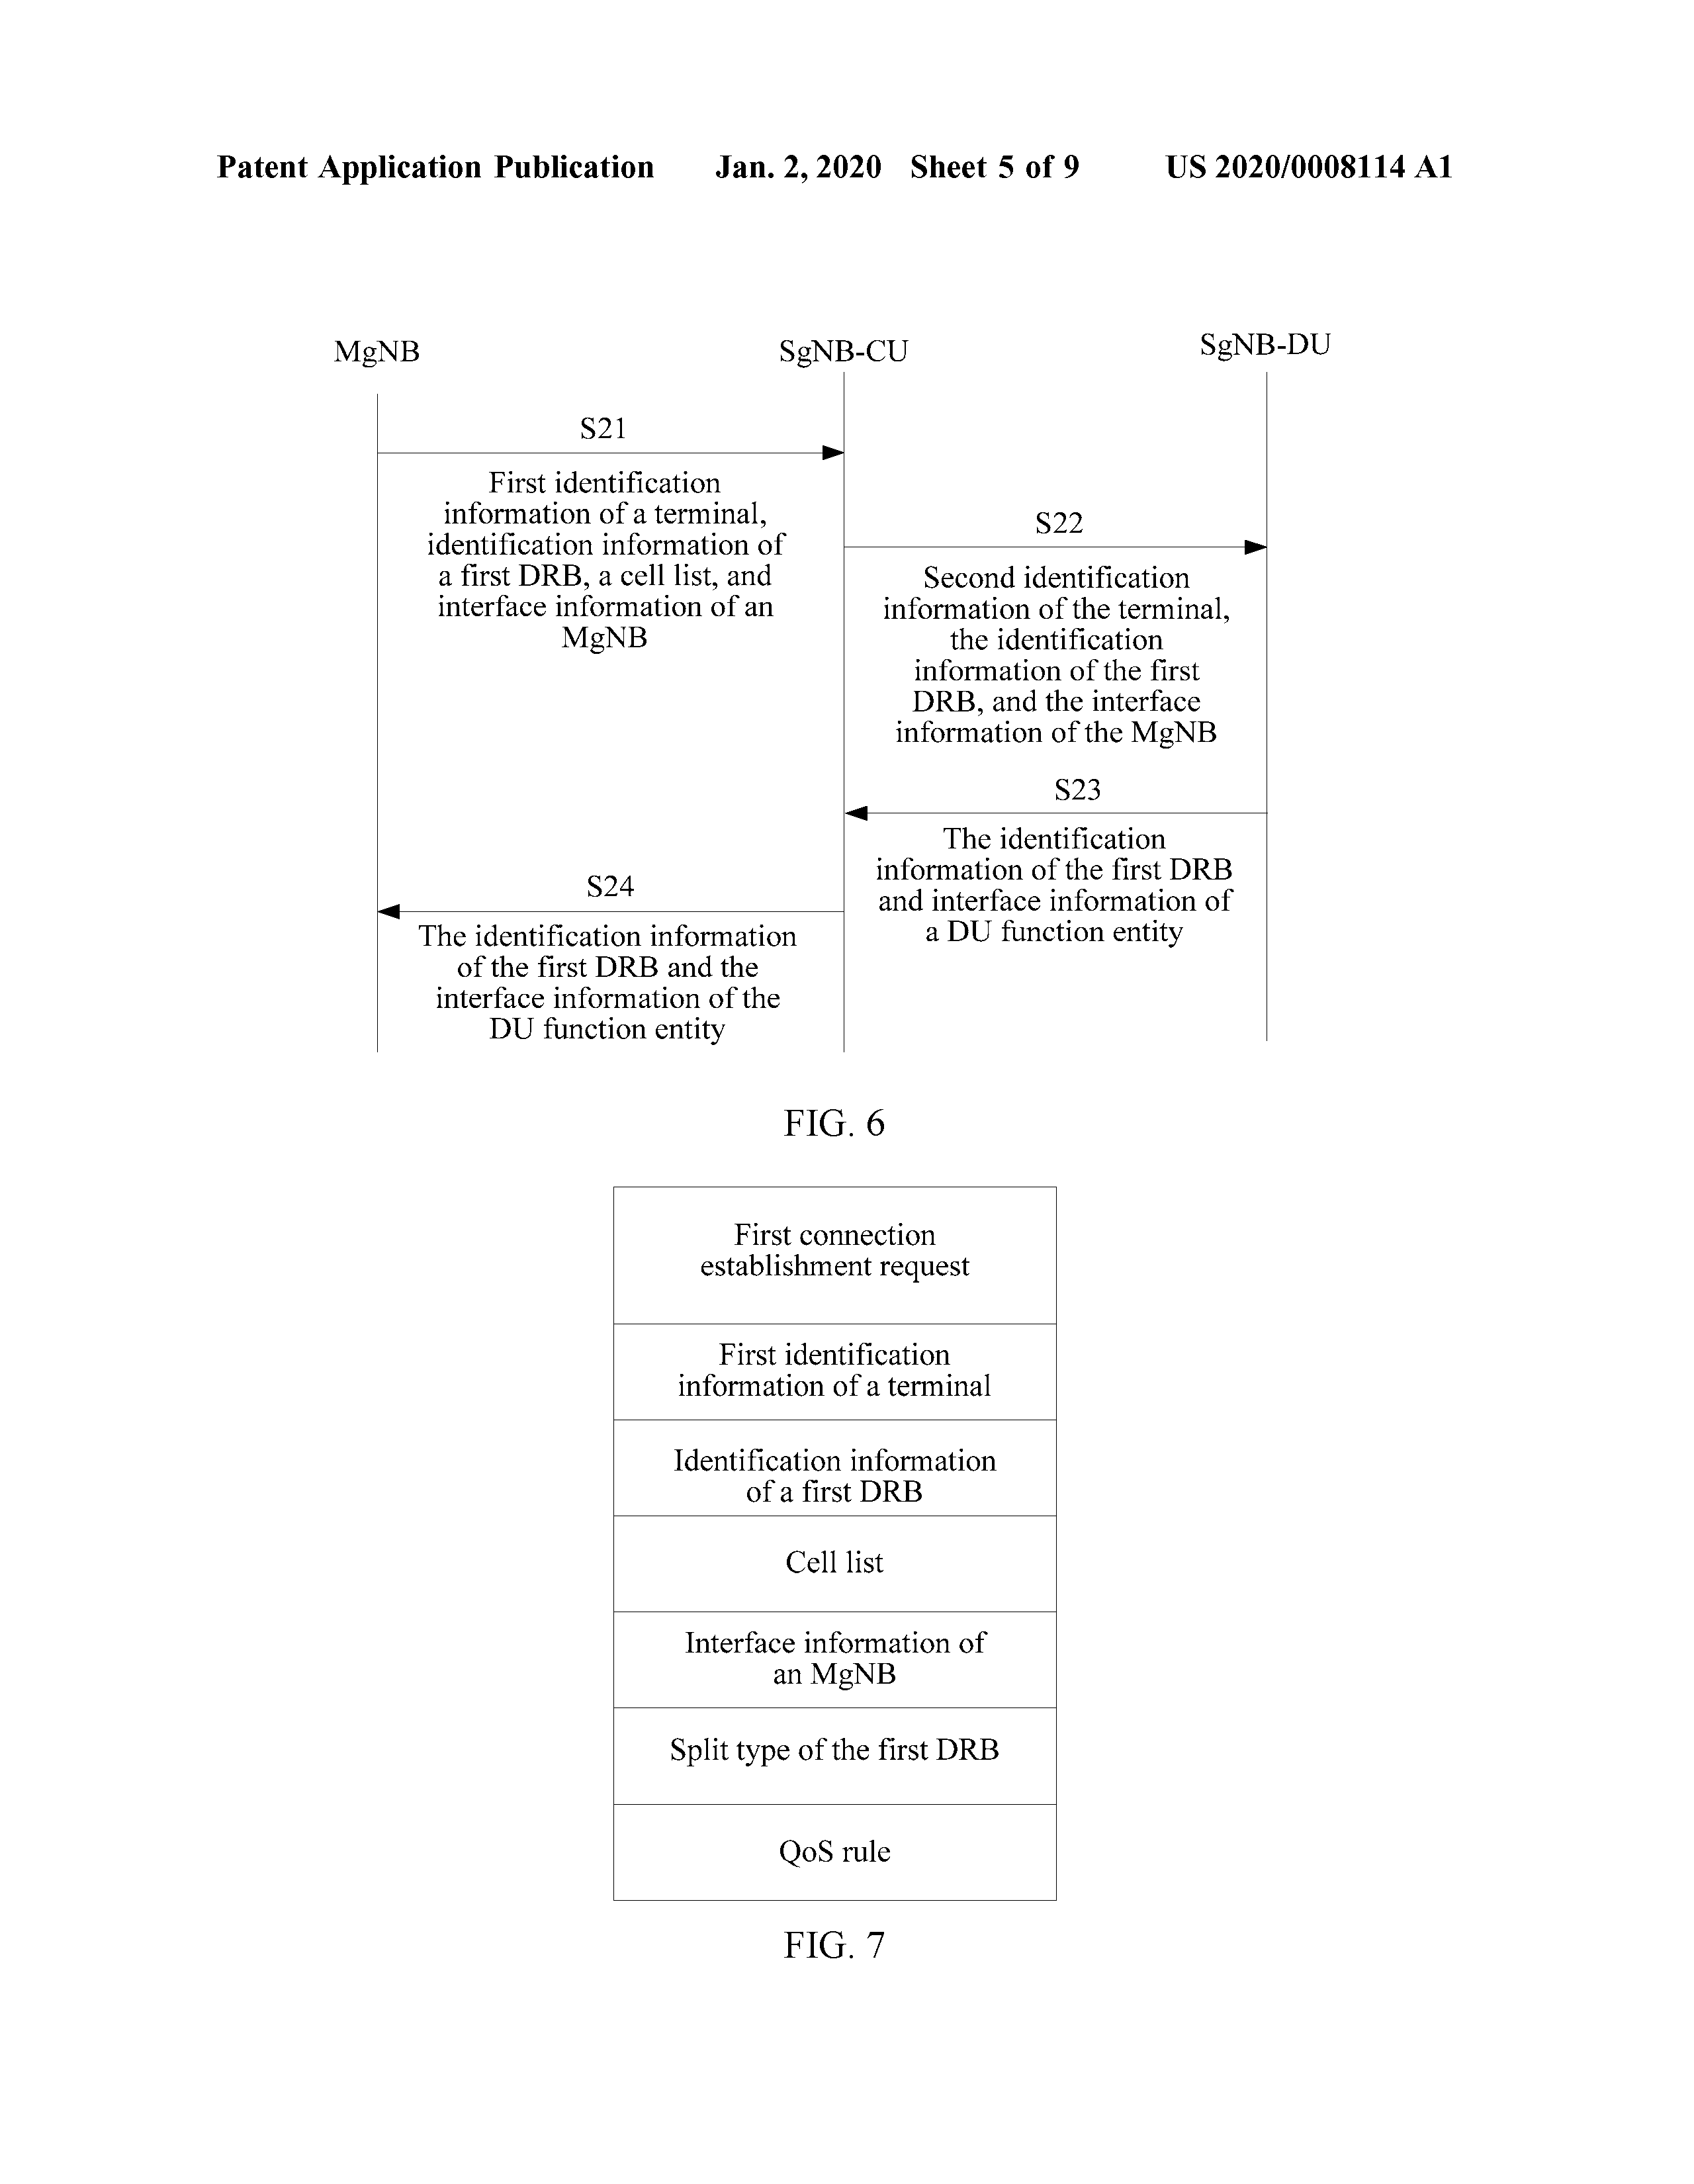 Patent Application Publication Jan. 2, 2020 Sheet 5 of 9 US 2020/0008114 A1
MgNB
SgNB-CU
SgNB-DU
S21
First identification
information of a terminal,
identification information of
a first DRB, a cell list, and
interface information of an
MgNB
S22
Second identification
information of the terminal,
the identification
information of the first
DRB, and the interface
information of the MgNB
S23
The identification
information of the first DRB
and interface information of
a DU function entity
S24
The identification information
of the first DRB and the
interface information of the
DU function entity
FIG. 6
First connection
establishment request
First identification
information of a terminal
Identification information
of a first DRB
Cell list
Interface information of
an MgNB
Split type of the first DRB
QoS rule
FIG. 7